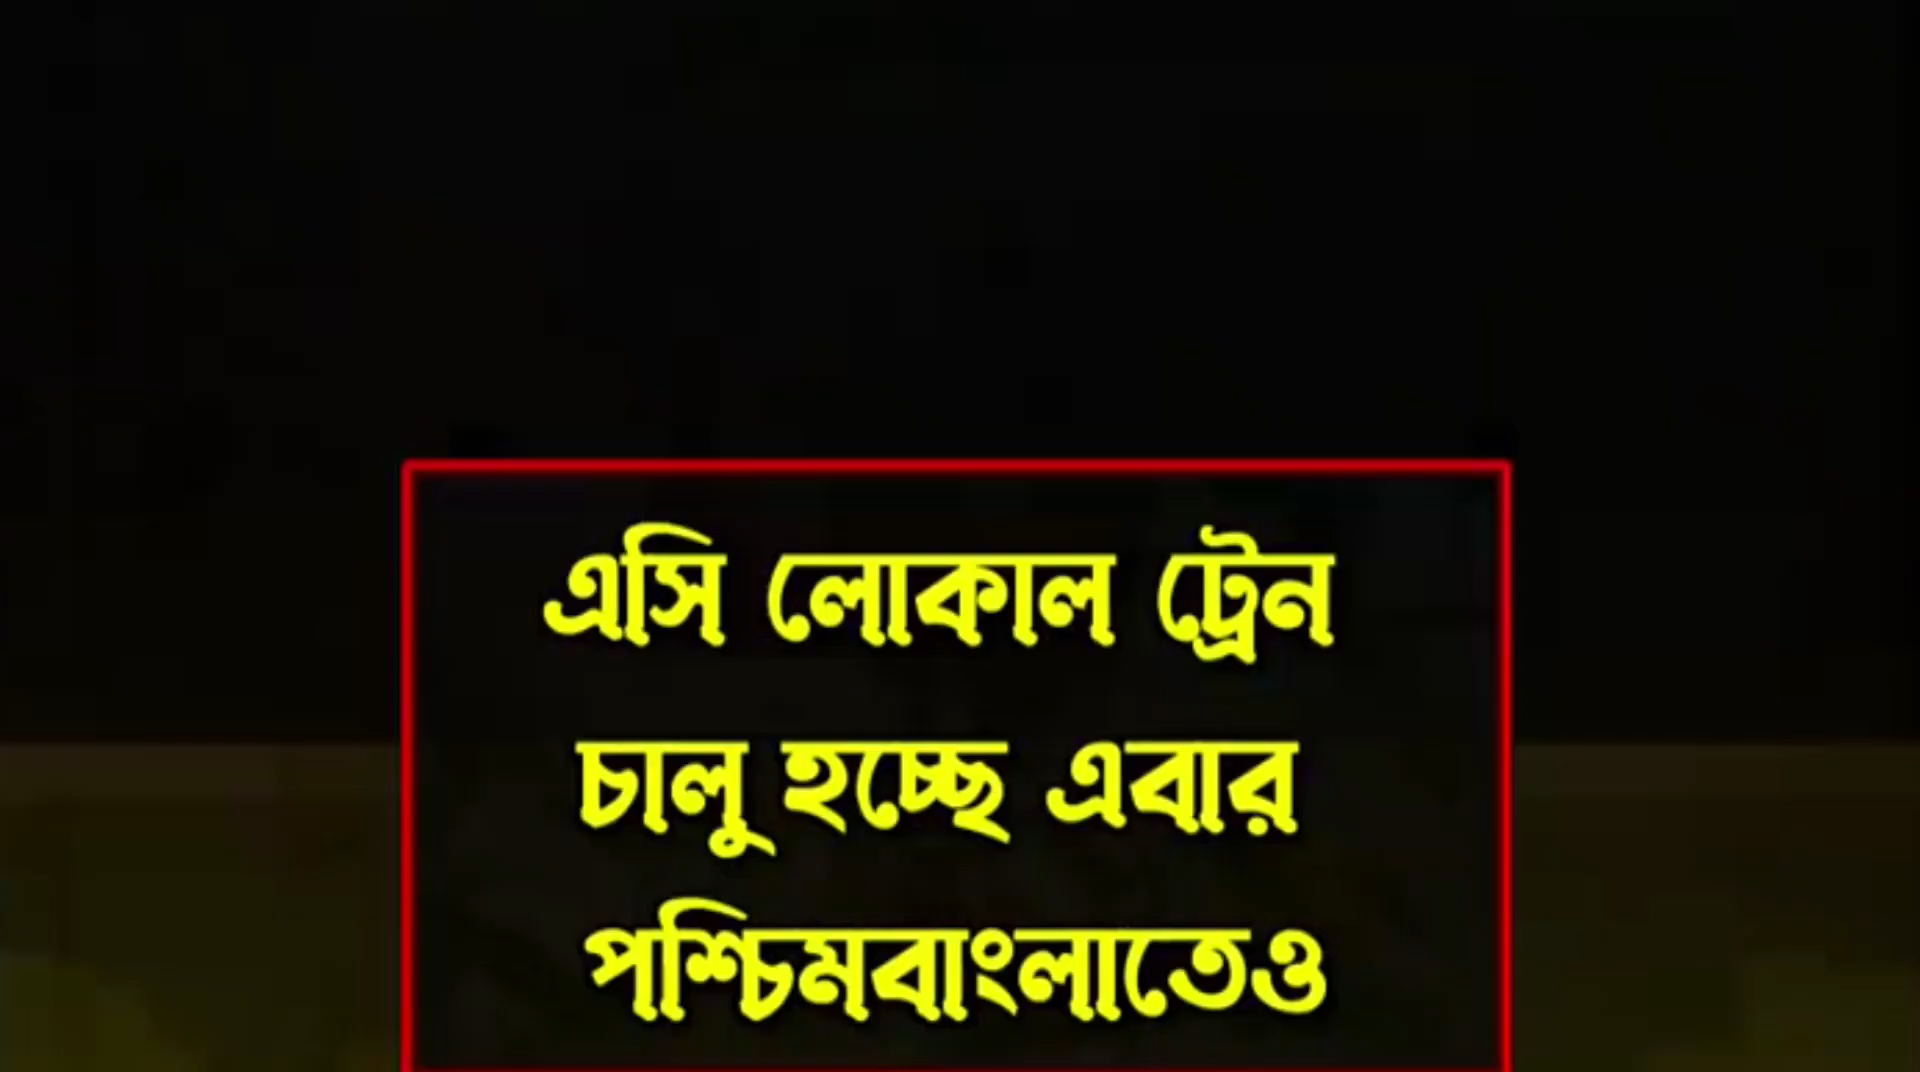 এসি লোকাল ট্রেন
চালু হচ্ছে এবার
পশ্চিমবাংলাতেও